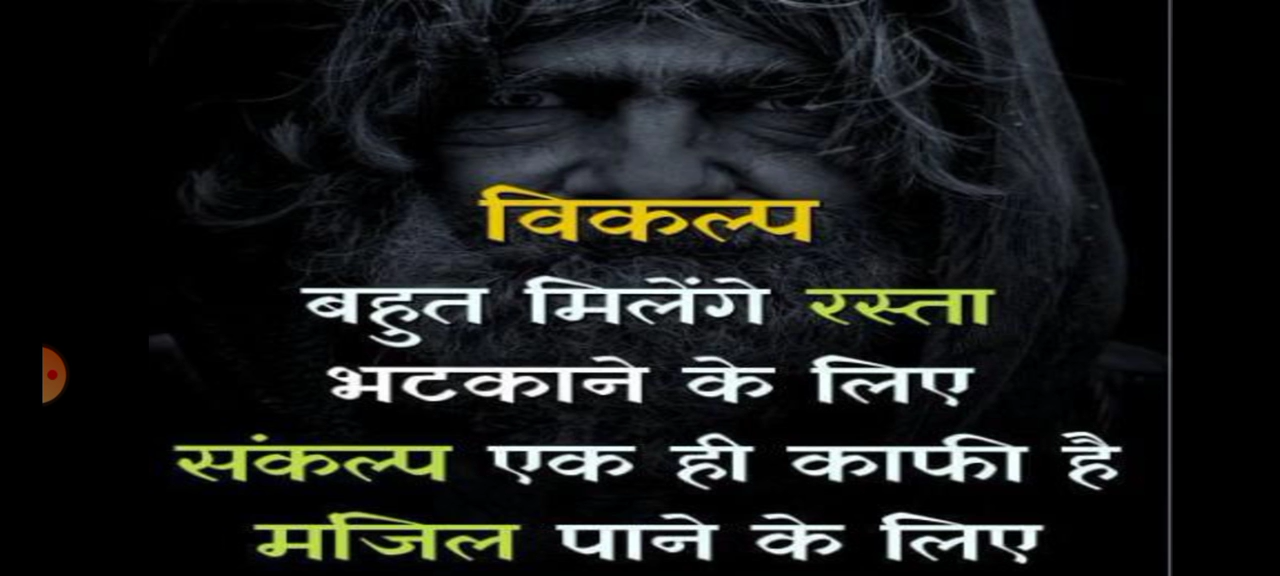 विकल्प
बहुत मिलेंगे रस्ता
भटकाने के लिए
संकल्प एक ही काफी है
मंजिल पाने के लिए